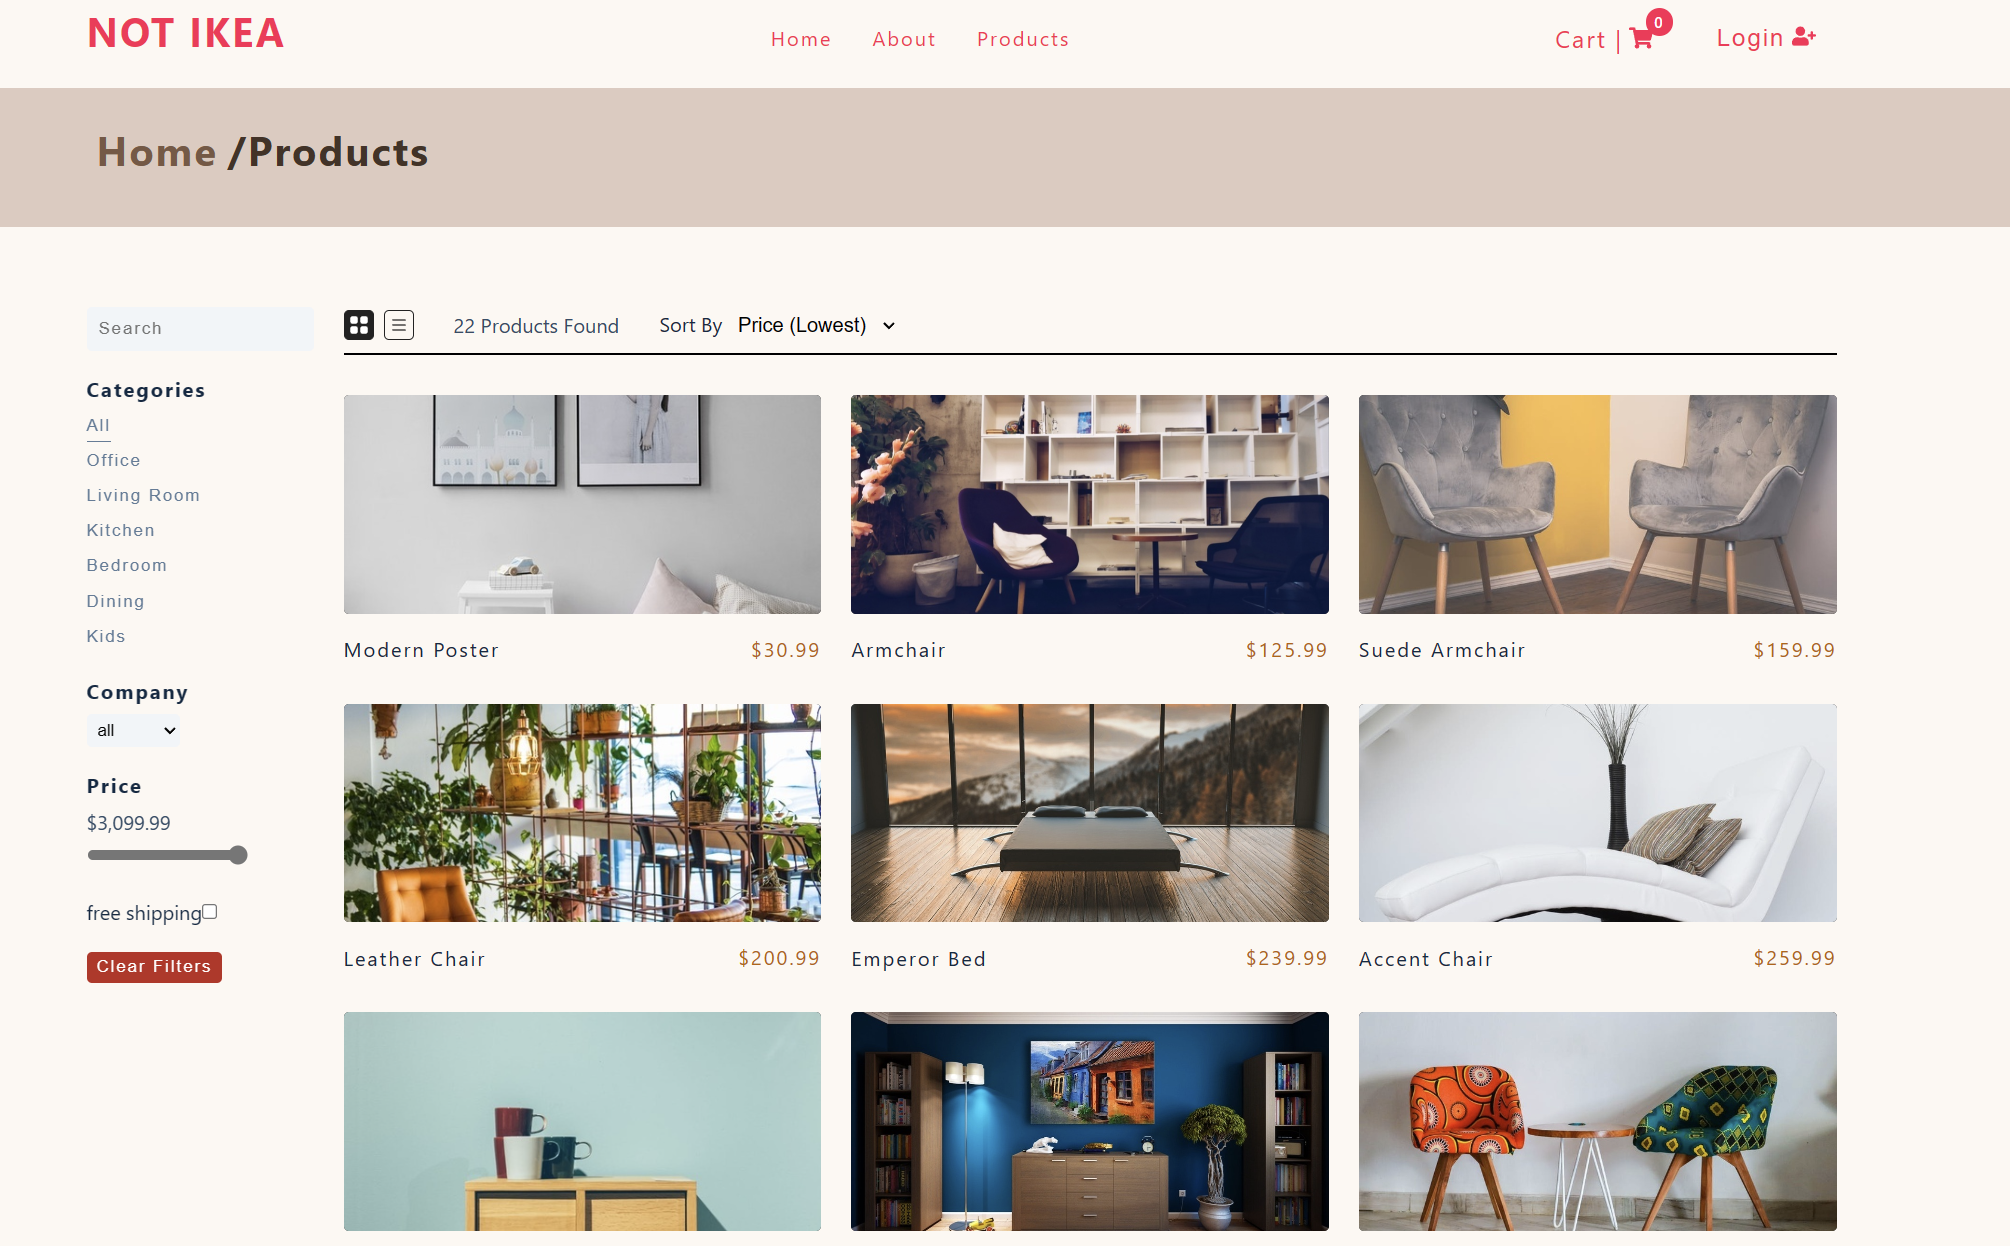 NOT IKEA
Home About Products
Cart | 0 Login
Home /Products
Search
22 Products Found
Sort By Price (Lowest)
Categories
All
Office
Living Room
Kitchen
Bedroom
Dining
Kids
Company
all
Price
$3,099.99
free shipping
Clear Filters
Modern Poster $30.99
Armchair $125.99
Suede Armchair $159.99
Leather Chair $200.99
Emperor Bed $239.99
Accent Chair $259.99